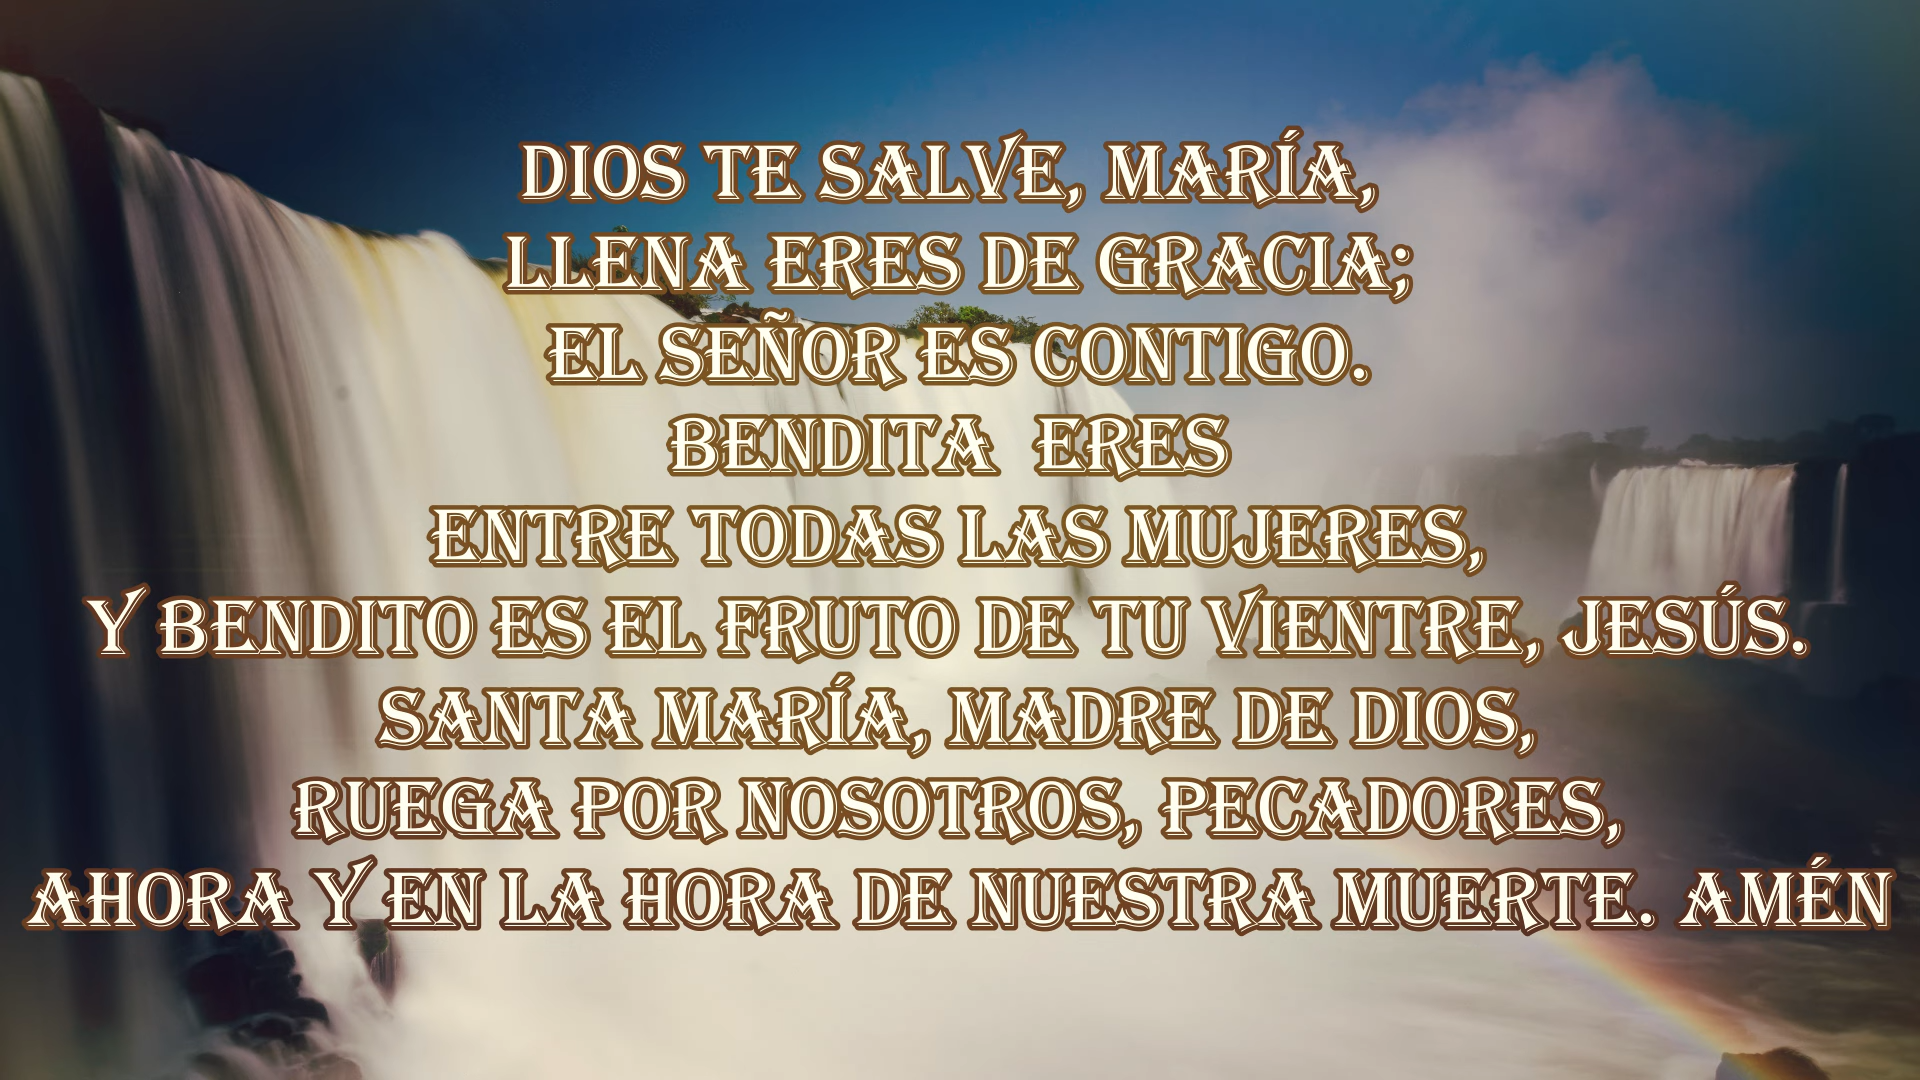 DIOS TE SALVE, MARÍA,
LLENA ERES DE GRACIA;
EL SEÑOR ES CONTIGO.
BENDITA  ERES
ENTRE TODAS LAS MUJERES,
Y BENDITO ES EL FRUTO DE TU VIENTRE, JESÚS.
SANTA MARÍA, MADRE DE DIOS,
RUEGA POR NOSOTROS, PECADORES,
AHORA Y EN LA HORA DE NUESTRA MUERTE. AMÉN